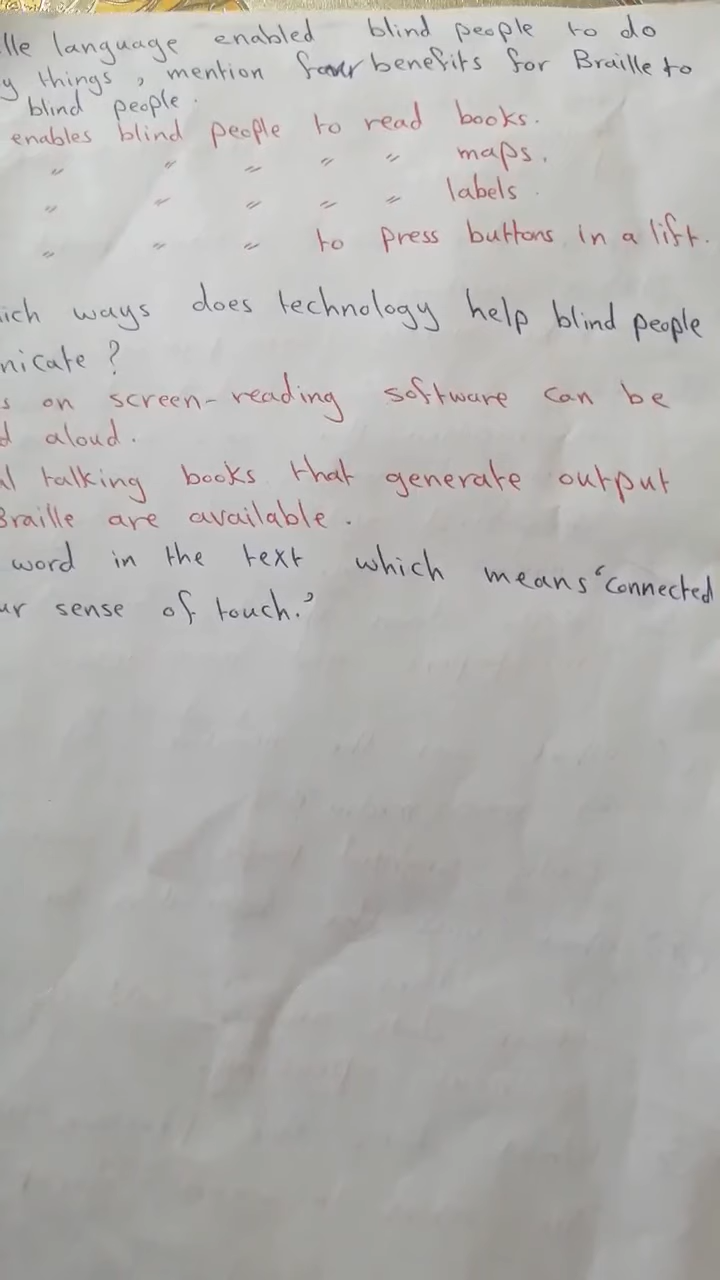 lle language enabled blind people to do
y things, mention four benefits for Braille to
blind people.
enables blind people to read books.
〃 〃 〃 〃 〃 maps.
〃 〃 〃 〃 〃 labels.
〃 〃 〃 to press buttons in a lift.
ich ways does technology help blind people
nicate?
s on screen-reading software can be
d aloud.
al talking books that generate output
Braille are available.
word in the text which means "connected
ur sense of touch."